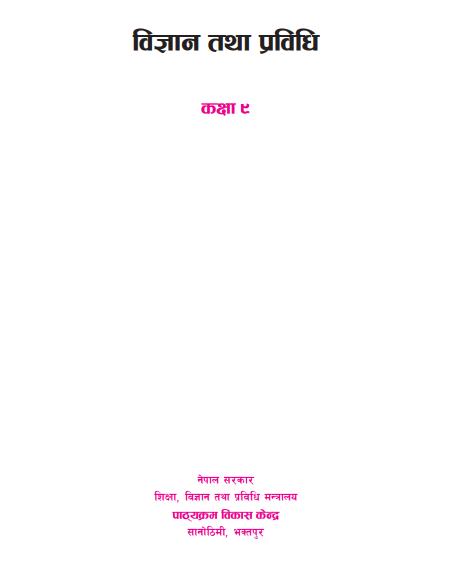 विज्ञान तथा प्रविधि
कक्षा ९
नेपाल सरकार
शिक्षा, विज्ञान तथा प्रविधि मन्त्रालय
पाठ्यक्रम विकास केन्द्र
सानोठिमी, भक्तपुर